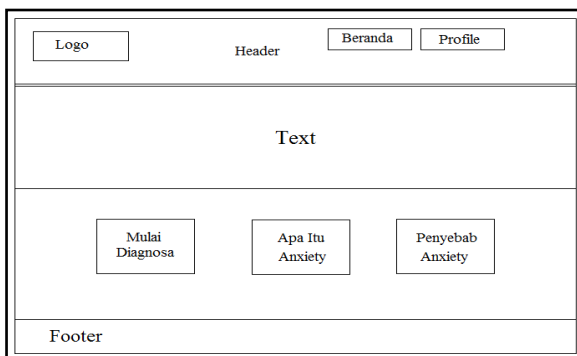 Logo
Header
Beranda
Profile
Text
Mulai
Diagnosa
Apa Itu
Anxiety
Penyebab
Anxiety
Footer